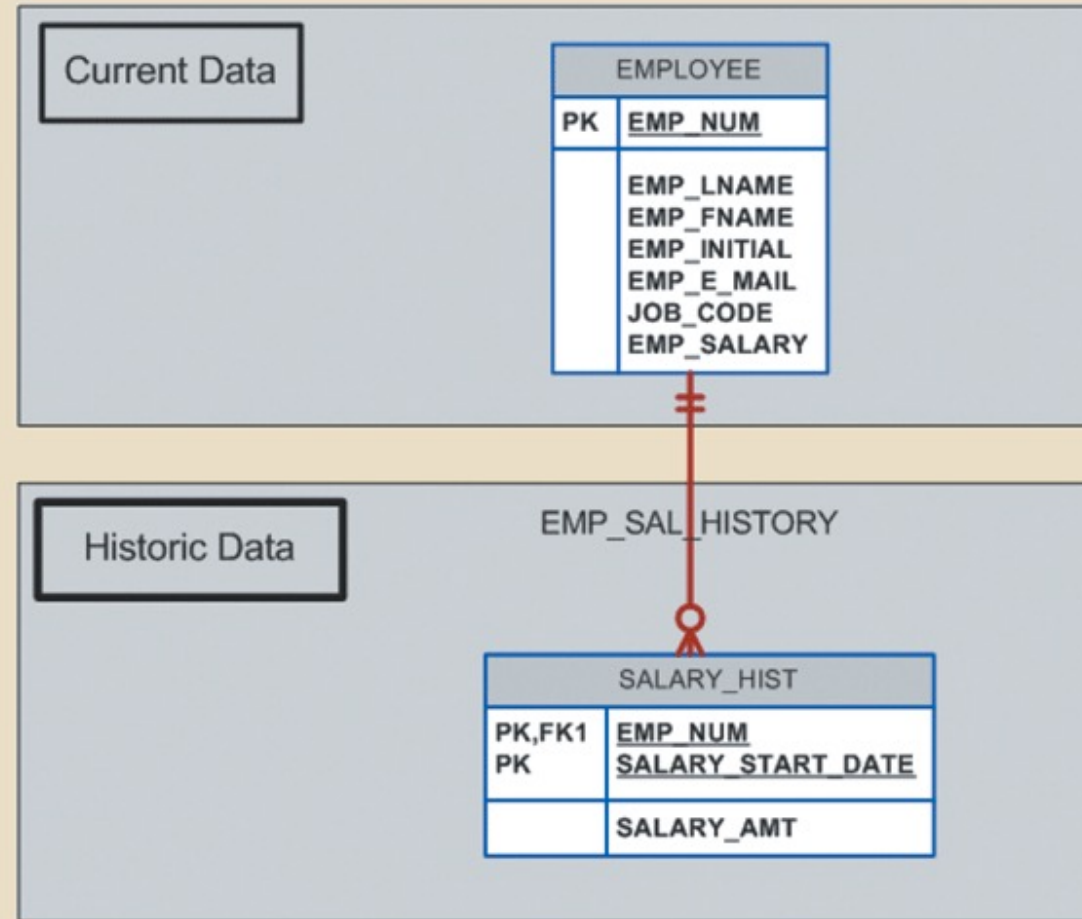 Current Data
EMPLOYEE
PK EMP_NUM
EMP_LNAME
EMP_FNAME
EMP_INITIAL
EMP_E_MAIL
JOB_CODE
EMP_SALARY
Historic Data
EMP_SAL_HISTORY
SALARY_HIST
PK,FK1 EMP_NUM
PK SALARY_START_DATE
SALARY_AMT